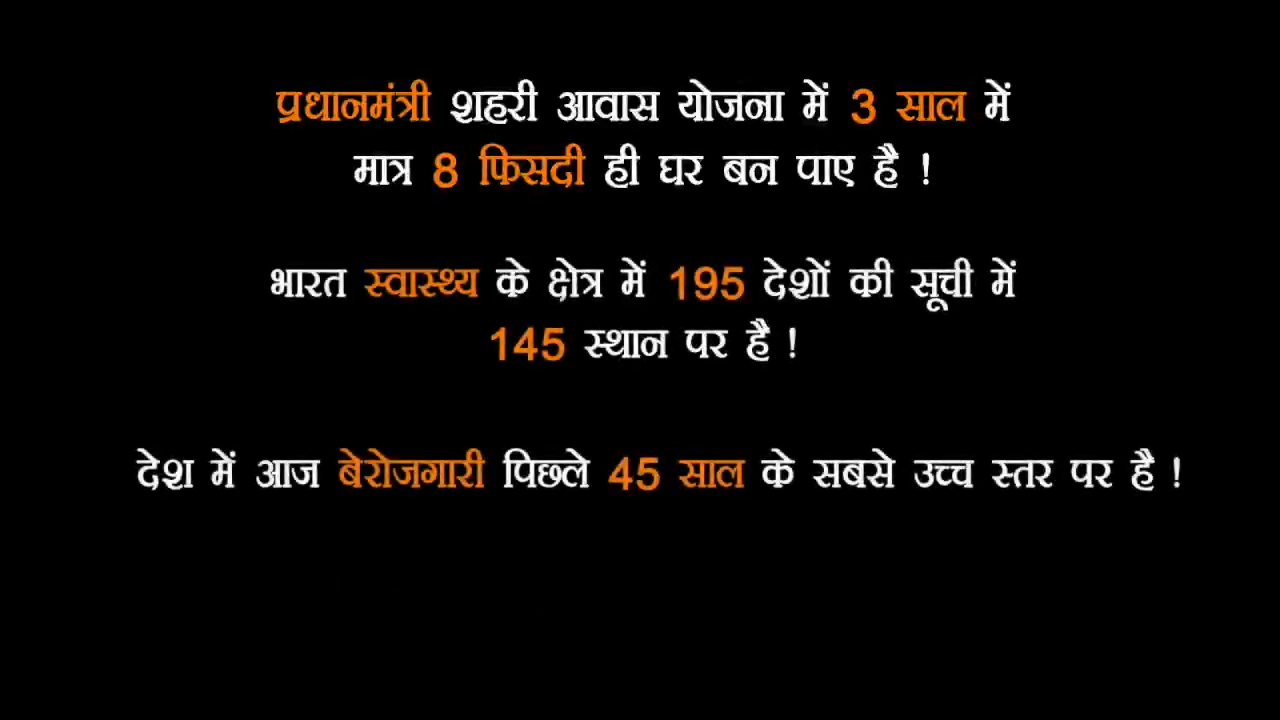 प्रधानमंत्री शहरी आवास योजना में 3 साल में
मात्र 8 फिसदी ही घर बन पाए है !
भारत स्वास्थ्य के क्षेत्र में 195 देशों की सूची में
145 स्थान पर है !
देश में आज बेरोजगारी पिछले 45 साल के सबसे उच्च स्तर पर है !